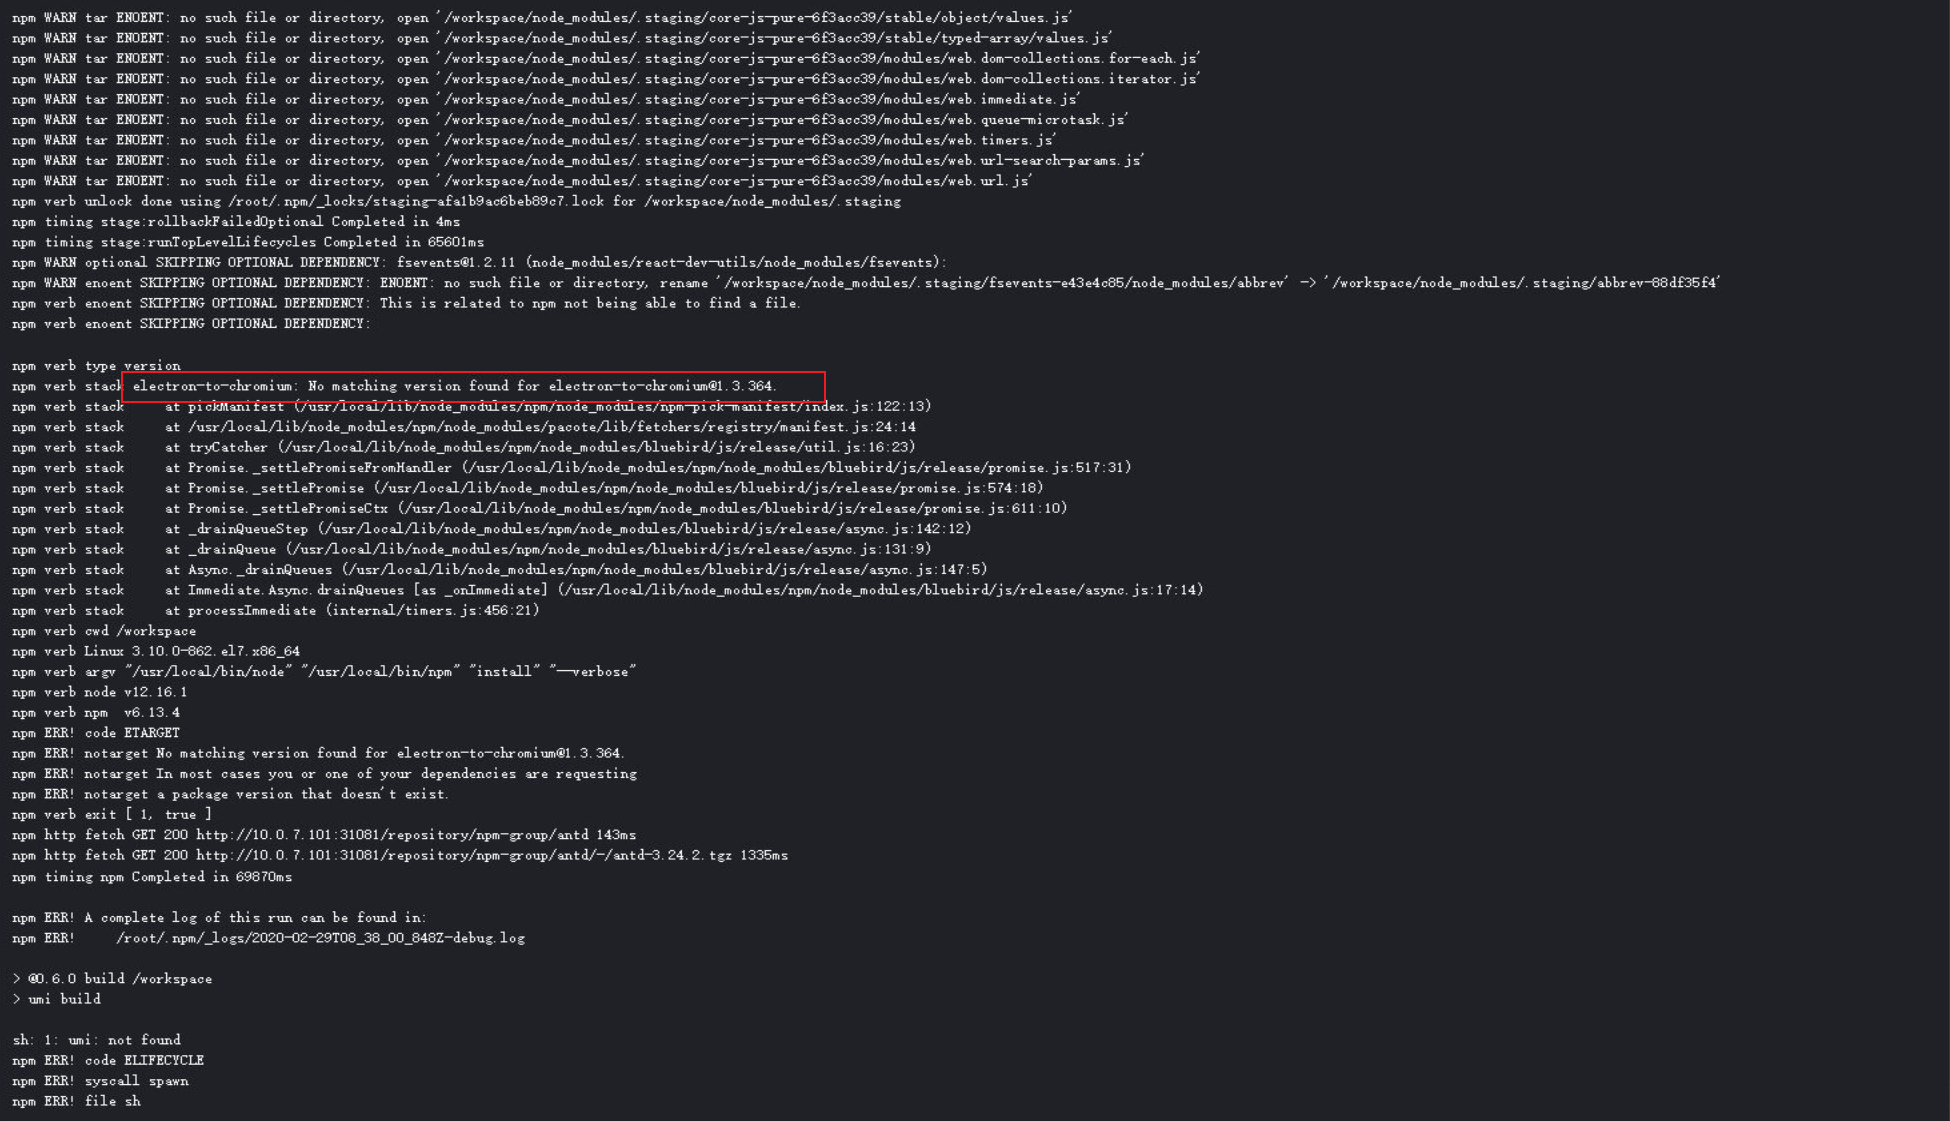 npm WARN tar ENOENT: no such file or directory, open '/workspace/node_modules/.staging/core-js-pure-6f3acc39/stable/object/values.js'
npm WARN tar ENOENT: no such file or directory, open '/workspace/node_modules/.staging/core-js-pure-6f3acc39/stable/typed-array/values.js'
npm WARN tar ENOENT: no such file or directory, open '/workspace/node_modules/.staging/core-js-pure-6f3acc39/modules/web.dom-collections.for-each.js'
npm WARN tar ENOENT: no such file or directory, open '/workspace/node_modules/.staging/core-js-pure-6f3acc39/modules/web.dom-collections.iterator.js'
npm WARN tar ENOENT: no such file or directory, open '/workspace/node_modules/.staging/core-js-pure-6f3acc39/modules/web.immediate.js'
npm WARN tar ENOENT: no such file or directory, open '/workspace/node_modules/.staging/core-js-pure-6f3acc39/modules/web.queue-microtask.js'
npm WARN tar ENOENT: no such file or directory, open '/workspace/node_modules/.staging/core-js-pure-6f3acc39/modules/web.timers.js'
npm WARN tar ENOENT: no such file or directory, open '/workspace/node_modules/.staging/core-js-pure-6f3acc39/modules/web.url-search-params.js'
npm WARN tar ENOENT: no such file or directory, open '/workspace/node_modules/.staging/core-js-pure-6f3acc39/modules/web.url.js'
npm verb unlock done using /root/.npm/_locks/staging-afa1b9ac6beb89c7.lock for /workspace/node_modules/.staging
npm timing stage:rollbackFailedOptional Completed in 4ms
npm timing stage:runTopLevelLifecycles Completed in 65601ms
npm WARN optional SKIPPING OPTIONAL DEPENDENCY: fsevents@1.2.11 (node_modules/react-dev-utils/node_modules/fsevents):
npm WARN enoent SKIPPING OPTIONAL DEPENDENCY: ENOENT: no such file or directory, rename '/workspace/node_modules/.staging/fsevents-e43e4c85/node_modules/abbrev' -> '/workspace/node_modules/.staging/abbrev-88df35f4'
npm verb enoent SKIPPING OPTIONAL DEPENDENCY: This is related to npm not being able to find a file.
npm verb enoent SKIPPING OPTIONAL DEPENDENCY:
npm verb type version
npm verb stack electron-to-chromium: No matching version found for electron-to-chromium@1.3.364.
npm verb stack     at pickManifest (/usr/local/lib/node_modules/npm/node_modules/npm-pick-manifest/index.js:122:13)
npm verb stack     at /usr/local/lib/node_modules/npm/node_modules/pacote/lib/fetchers/registry/manifest.js:24:14
npm verb stack     at tryCatcher (/usr/local/lib/node_modules/npm/node_modules/bluebird/js/release/util.js:16:23)
npm verb stack     at Promise._settlePromiseFromHandler (/usr/local/lib/node_modules/npm/node_modules/bluebird/js/release/promise.js:517:31)
npm verb stack     at Promise._settlePromise (/usr/local/lib/node_modules/npm/node_modules/bluebird/js/release/promise.js:574:18)
npm verb stack     at Promise._settlePromiseCtx (/usr/local/lib/node_modules/npm/node_modules/bluebird/js/release/promise.js:611:10)
npm verb stack     at _drainQueueStep (/usr/local/lib/node_modules/npm/node_modules/bluebird/js/release/async.js:142:12)
npm verb stack     at _drainQueue (/usr/local/lib/node_modules/npm/node_modules/bluebird/js/release/async.js:131:9)
npm verb stack     at Async._drainQueues (/usr/local/lib/node_modules/npm/node_modules/bluebird/js/release/async.js:147:5)
npm verb stack     at Immediate.Async.drainQueues [as _onImmediate] (/usr/local/lib/node_modules/npm/node_modules/bluebird/js/release/async.js:17:14)
npm verb stack     at processImmediate (internal/timers.js:456:21)
npm verb cwd /workspace
npm verb Linux 3.10.0-862.el7.x86_64
npm verb argv "/usr/local/bin/node" "/usr/local/bin/npm" "install" "--verbose"
npm verb node v12.16.1
npm verb npm  v6.13.4
npm ERR! code ETARGET
npm ERR! notarget No matching version found for electron-to-chromium@1.3.364.
npm ERR! notarget In most cases you or one of your dependencies are requesting
npm ERR! notarget a package version that doesn't exist.
npm verb exit [ 1, true ]
npm http fetch GET 200 http://10.0.7.101:31081/repository/npm-group/antd 143ms
npm http fetch GET 200 http://10.0.7.101:31081/repository/npm-group/antd/-/antd-3.24.2.tgz 1335ms
npm timing npm Completed in 69870ms
npm ERR! A complete log of this run can be found in:
npm ERR!     /root/.npm/_logs/2020-02-29T08_38_00_848Z-debug.log
> @0.6.0 build /workspace
> umi build
sh: 1: umi: not found
npm ERR! code ELIFECYCLE
npm ERR! syscall spawn
npm ERR! file sh